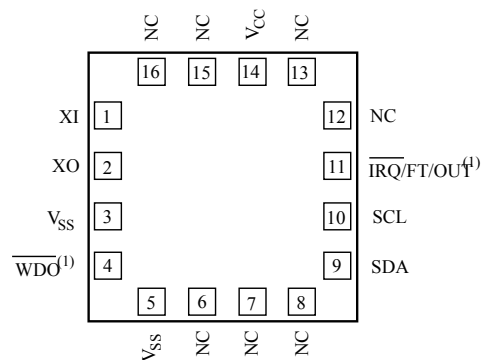 NC NC VCC NC
16 15 14 13
XI 1 12 NC
XO 2 11 IRQ/FT/OUT(1)
VSS 3 10 SCL
WDO(1) 4 9 SDA
5 6 7 8
VSS NC NC NC